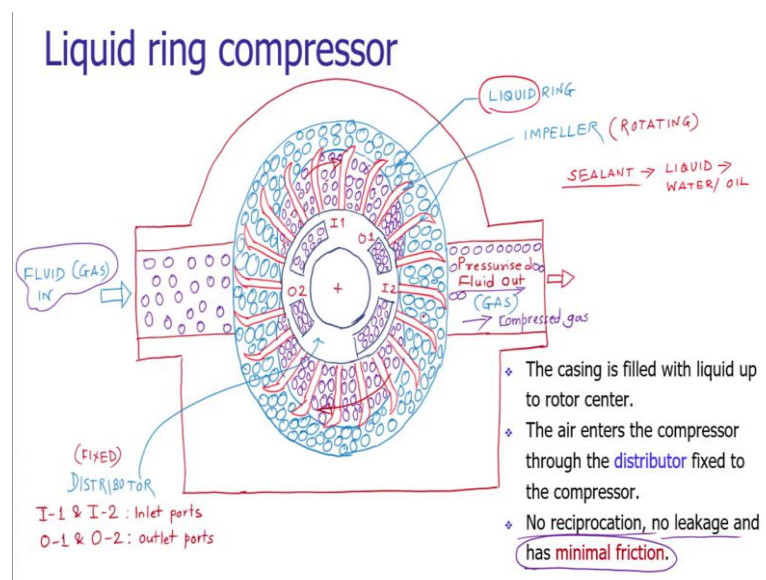 Liquid ring compressor
LIQUID RING
IMPELLER (ROTATING)
SEALANT → LIQUID →
WATER/ OIL
I1
O1
FLUID (GAS)
IN
O2
+
I2
Pressurised
Fluid Out
(GAS)
→ Compressed gas
(FIXED)
DISTRIBUTOR
I-1 & I-2 : Inlet ports
O-1 & O-2 : outlet ports
❖ The casing is filled with liquid up
to rotor center.
❖ The air enters the compressor
through the distributor fixed to
the compressor.
❖ No reciprocation, no leakage and
has minimal friction.